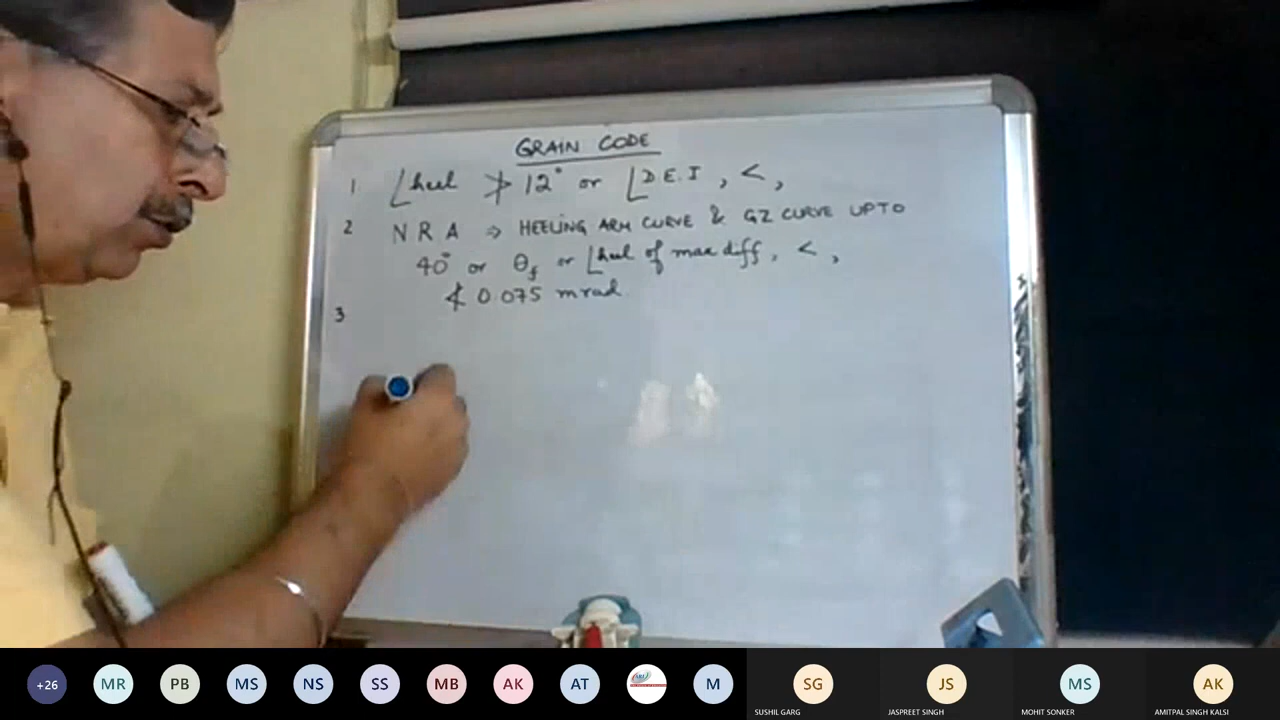 GRAIN CODE
1 ∠heel ≯ 12° or ∠D.E.I, <,
2 N R A ⇒ HEELING ARM CURVE & GZ CURVE UPTO
40° or θf or ∠heel of max diff, <,
≮ 0.075 mrad
3
+26 MR PB MS NS SS MB AK AT M SG JS MS AK
SUSHIL GARG JASPREET SINGH MOHIT SONKER AMITPAL SINGH KALSI